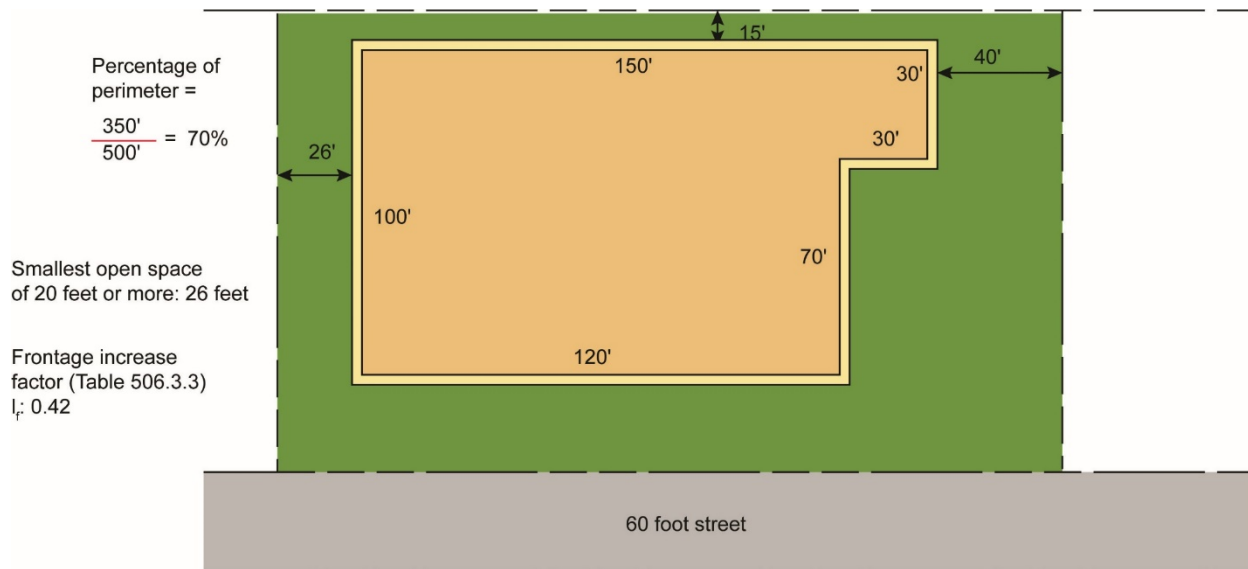 15'
Percentage of
perimeter =
350'
500'
= 70%
150'
30'
40'
26'
30'
100'
70'
Smallest open space
of 20 feet or more: 26 feet
120'
Frontage increase
factor (Table 506.3.3)
If: 0.42
60 foot street